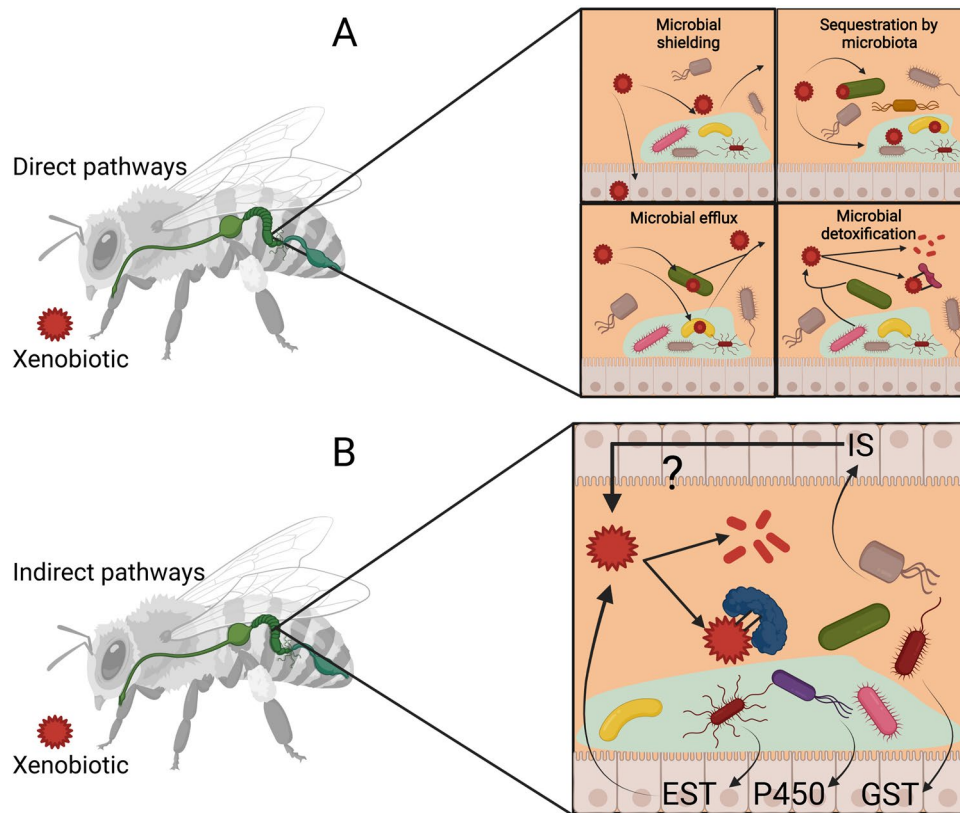 A
Direct pathways
Xenobiotic
Microbial
shielding
Sequestration by
microbiota
Microbial efflux
Microbial
detoxification
B
Indirect pathways
Xenobiotic
IS
?
EST P450 GST